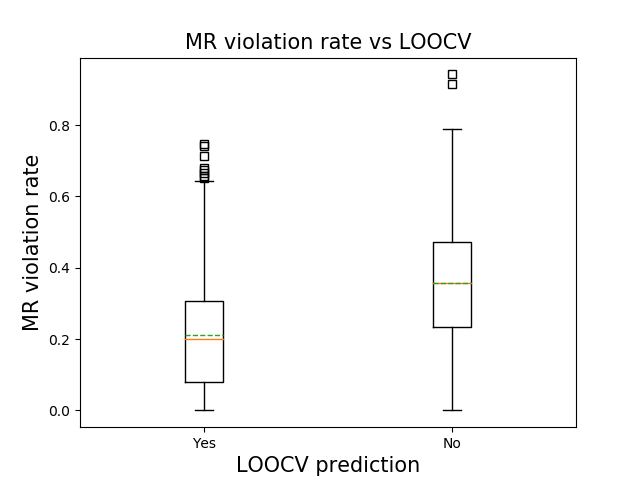 MR violation rate vs LOOCV
MR violation rate
0.8
0.6
0.4
0.2
0.0
Yes
No
LOOCV prediction